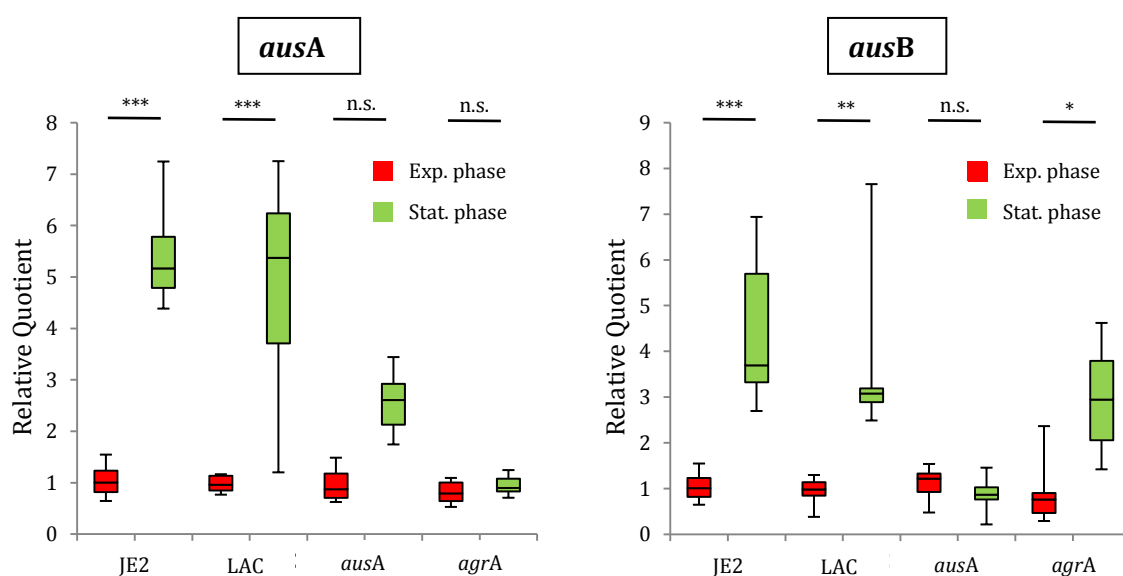 ausA
ausB
*** *** n.s. n.s.
*** ** n.s. *
Relative Quotient
8
7
6
5
4
3
2
1
0
Exp. phase
Stat. phase
JE2 LAC ausA agrA
Relative Quotient
9
8
7
6
5
4
3
2
1
0
Exp. phase
Stat. phase
JE2 LAC ausA agrA